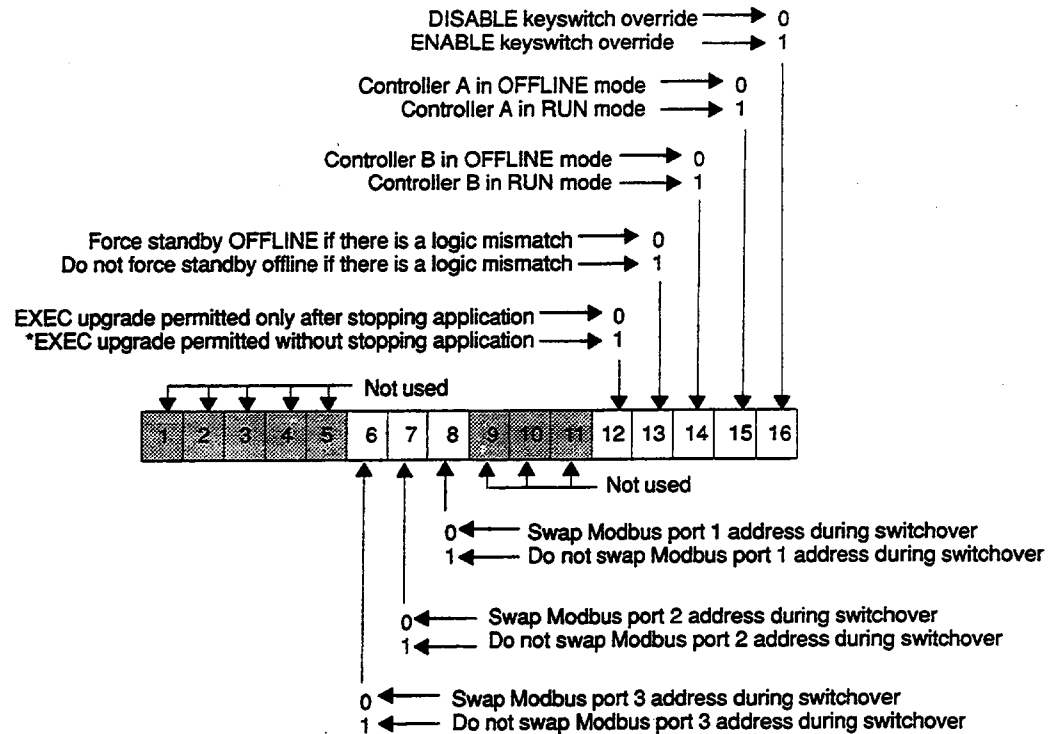 DISABLE keyswitch override 0
ENABLE keyswitch override 1
Controller A in OFFLINE mode 0
Controller A in RUN mode 1
Controller B in OFFLINE mode 0
Controller B in RUN mode 1
Force standby OFFLINE if there is a logic mismatch 0
Do not force standby offline if there is a logic mismatch 1
EXEC upgrade permitted only after stopping application 0
*EXEC upgrade permitted without stopping application 1
Not used
1 2 3 4 5 6 7 8 9 10 11 12 13 14 15 16
Not used
0 Swap Modbus port 1 address during switchover
1 Do not swap Modbus port 1 address during switchover
0 Swap Modbus port 2 address during switchover
1 Do not swap Modbus port 2 address during switchover
0 Swap Modbus port 3 address during switchover
1 Do not swap Modbus port 3 address during switchover